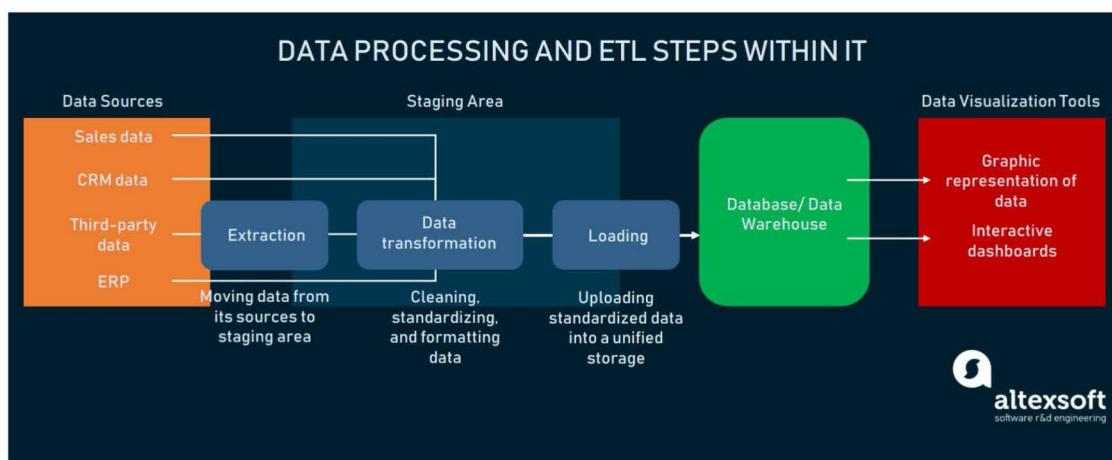 DATA PROCESSING AND ETL STEPS WITHIN IT
Data Sources
Staging Area
Data Visualization Tools
Sales data
CRM data
Third-party
data
ERP
Extraction
Moving data from
its sources to
staging area
Data
transformation
Cleaning,
standardizing,
and formatting
data
Loading
Uploading
standardized data
into a unified
storage
Database/ Data
Warehouse
Graphic
representation of
data
Interactive
dashboards
altexsoft
software r&d engineering